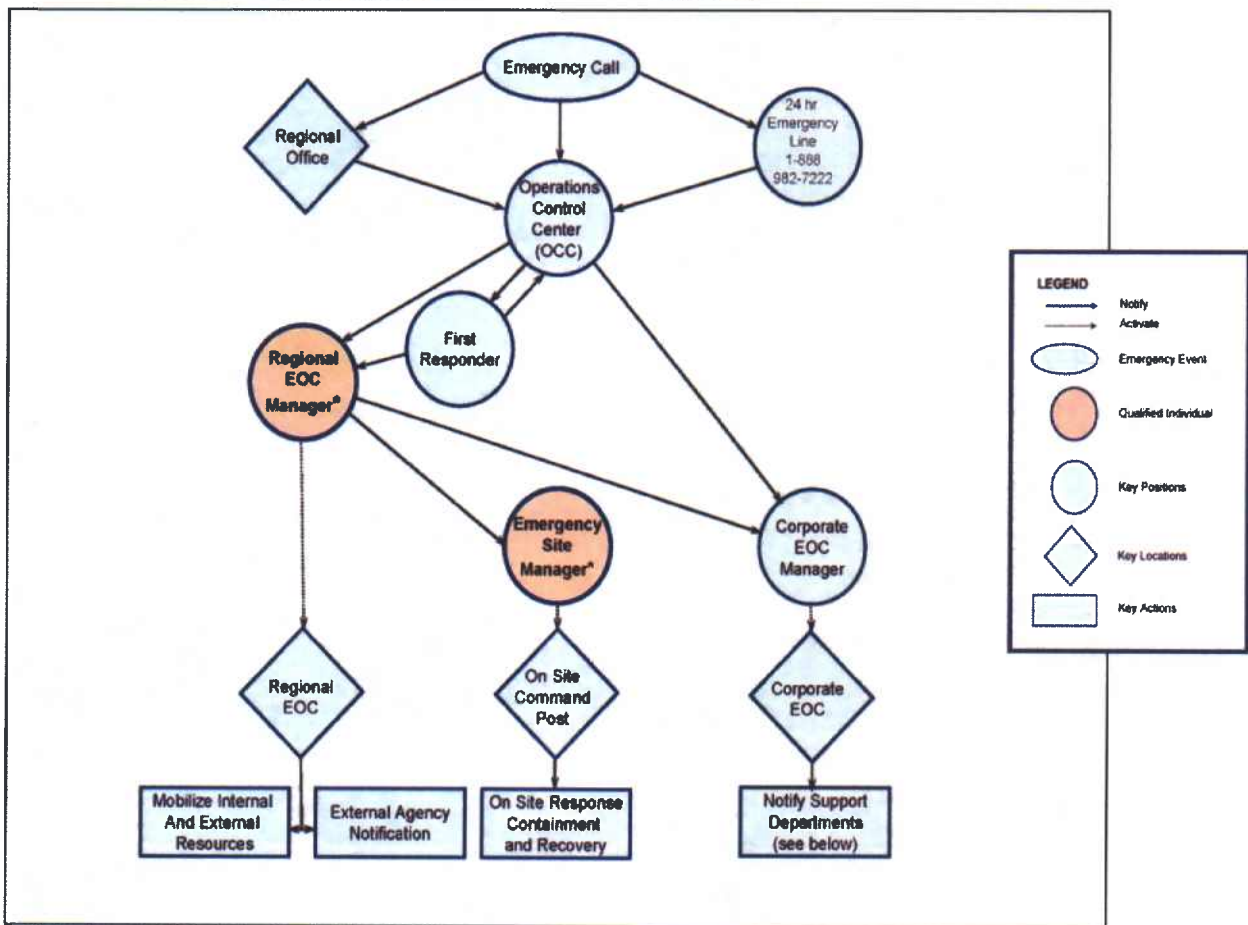 Emergency Call
Regional
Office
24 hr
Emergency
Line
1-888
982-7222
Operations
Control
Center
(OCC)
First
Responder
Regional
EOC
Manager*
Emergency
Site
Manager*
Corporate
EOC
Manager
Regional
EOC
On Site
Command
Post
Corporate
EOC
Mobilize Internal
And External
Resources
External Agency
Notification
On Site Response
Containment
and Recovery
Notify Support
Departments
(see below)
LEGEND
Notify
Activate
Emergency Event
Qualified Individual
Key Positions
Key Locations
Key Actions